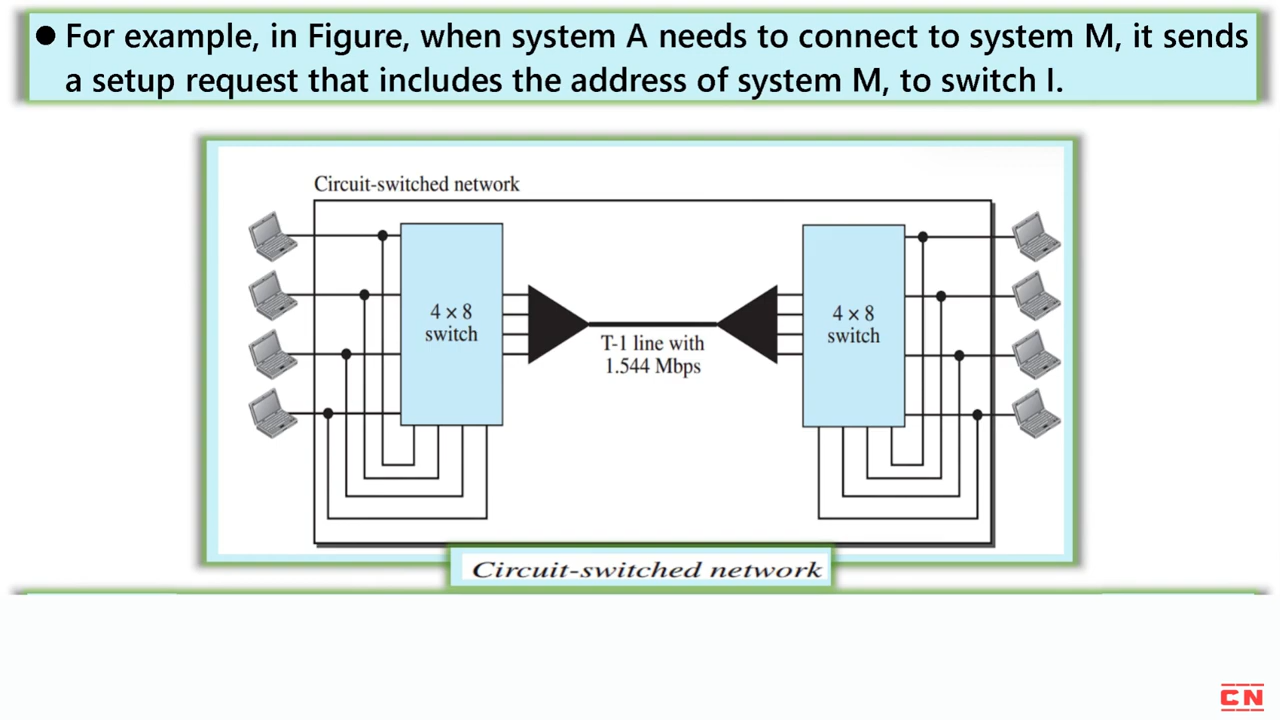 ● For example, in Figure, when system A needs to connect to system M, it sends
a setup request that includes the address of system M, to switch I.
Circuit-switched network
4 × 8
switch
T-1 line with
1.544 Mbps
4 × 8
switch
Circuit-switched network
CN